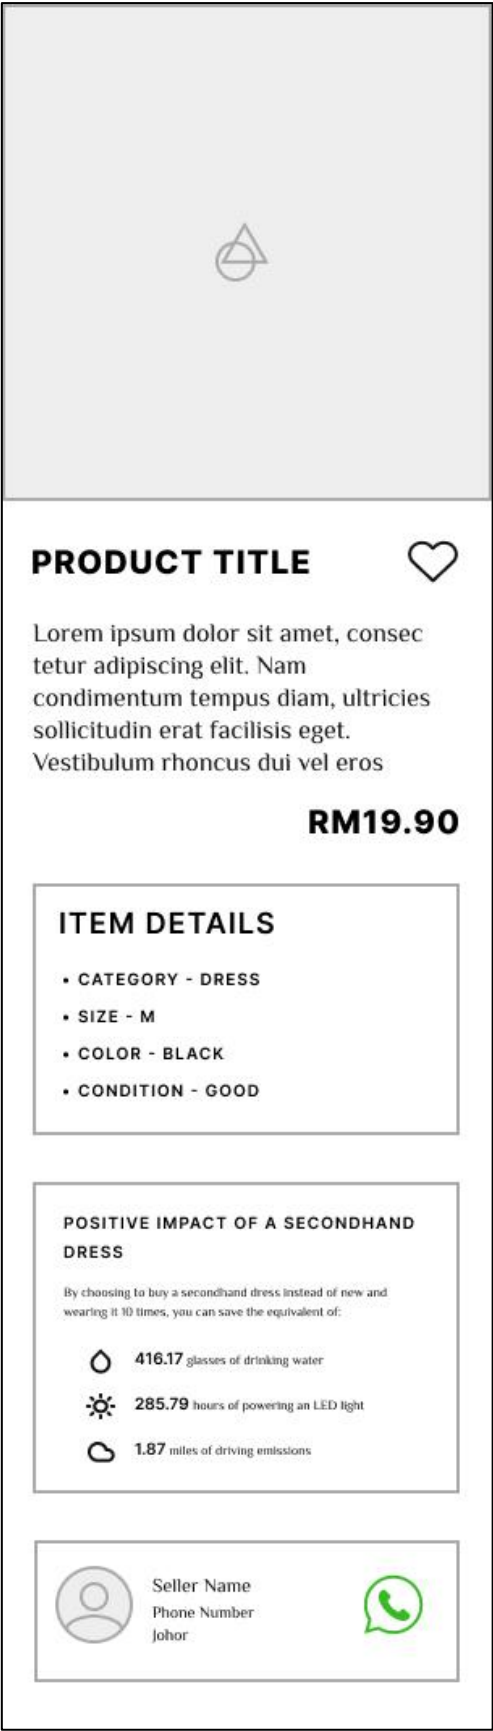 PRODUCT TITLE
Lorem ipsum dolor sit amet, consec
tetur adipiscing elit. Nam
condimentum tempus diam, ultricies
sollicitudin erat facilisis eget.
Vestibulum rhoncus dui vel eros
RM19.90
ITEM DETAILS
• CATEGORY - DRESS
• SIZE - M
• COLOR - BLACK
• CONDITION - GOOD
POSITIVE IMPACT OF A SECONDHAND
DRESS
By choosing to buy a secondhand dress instead of new and
wearing it 10 times, you can save the equivalent of:
416.17 glasses of drinking water
285.79 hours of powering an LED light
1.87 miles of driving emissions
Seller Name
Phone Number
Johor